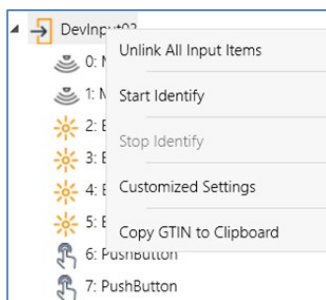 DevInput02
Unlink All Input Items
0:
1:
Start Identify
2:
Stop Identify
3:
4:
Customized Settings
5:
Copy GTIN to Clipboard
6: PushButton
7: PushButton